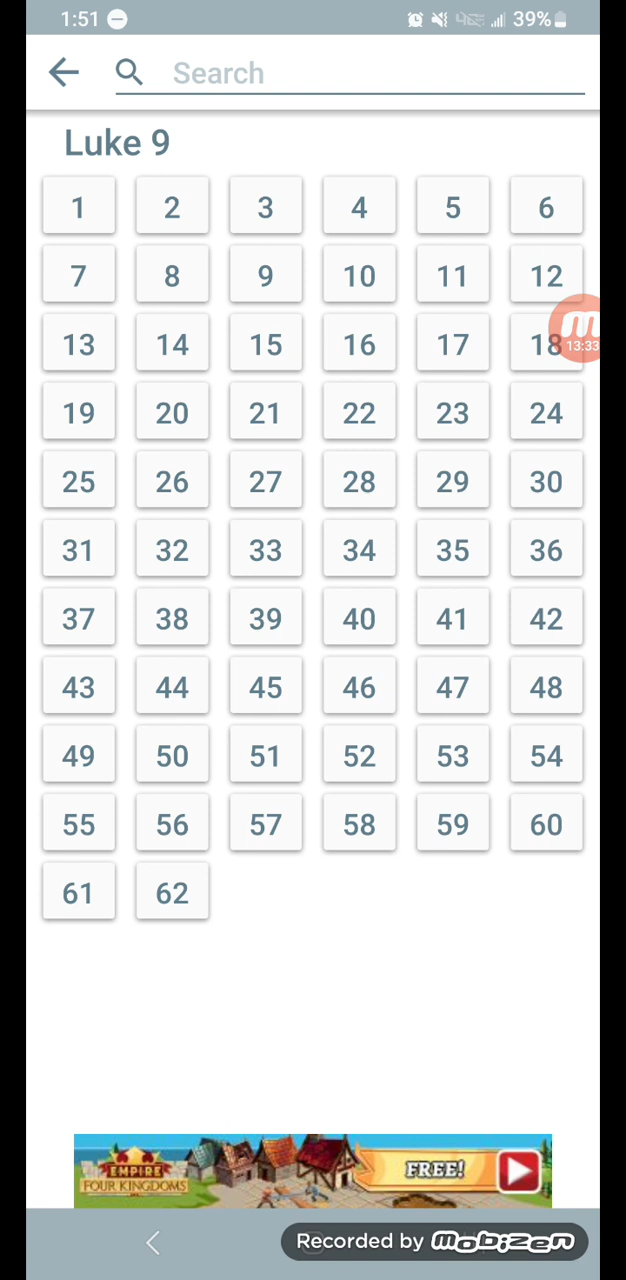 1:51 39%
Search
Luke 9
1 2 3 4 5 6
7 8 9 10 11 12
13 14 15 16 17 18
13:33
19 20 21 22 23 24
25 26 27 28 29 30
31 32 33 34 35 36
37 38 39 40 41 42
43 44 45 46 47 48
49 50 51 52 53 54
55 56 57 58 59 60
61 62
EMPIRE
FOUR KINGDOMS
FREE!
Recorded by Mobizen